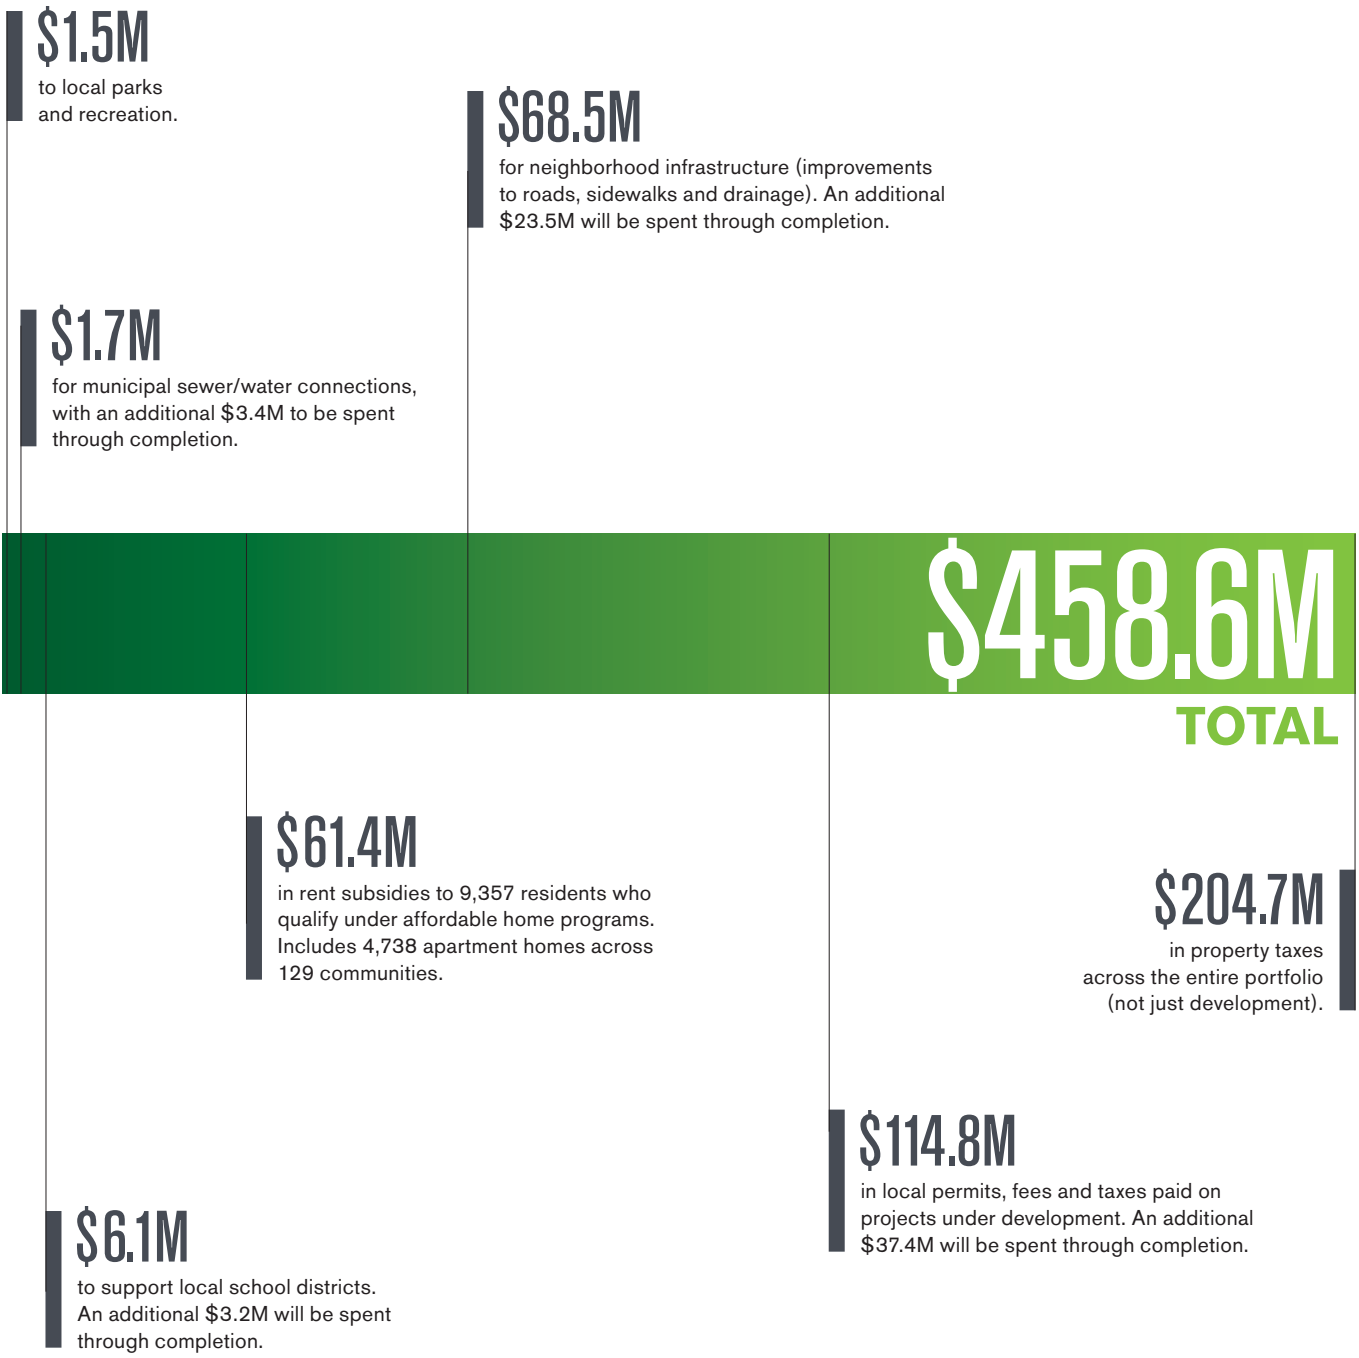 $1.5M
to local parks
and recreation.
$68.5M
for neighborhood infrastructure (improvements
to roads, sidewalks and drainage). An additional
$23.5M will be spent through completion.
$1.7M
for municipal sewer/water connections,
with an additional $3.4M to be spent
through completion.
$458.6M
TOTAL
$61.4M
in rent subsidies to 9,357 residents who
qualify under affordable home programs.
Includes 4,738 apartment homes across
129 communities.
$204.7M
in property taxes
across the entire portfolio
(not just development).
$114.8M
in local permits, fees and taxes paid on
projects under development. An additional
$37.4M will be spent through completion.
$6.1M
to support local school districts.
An additional $3.2M will be spent
through completion.